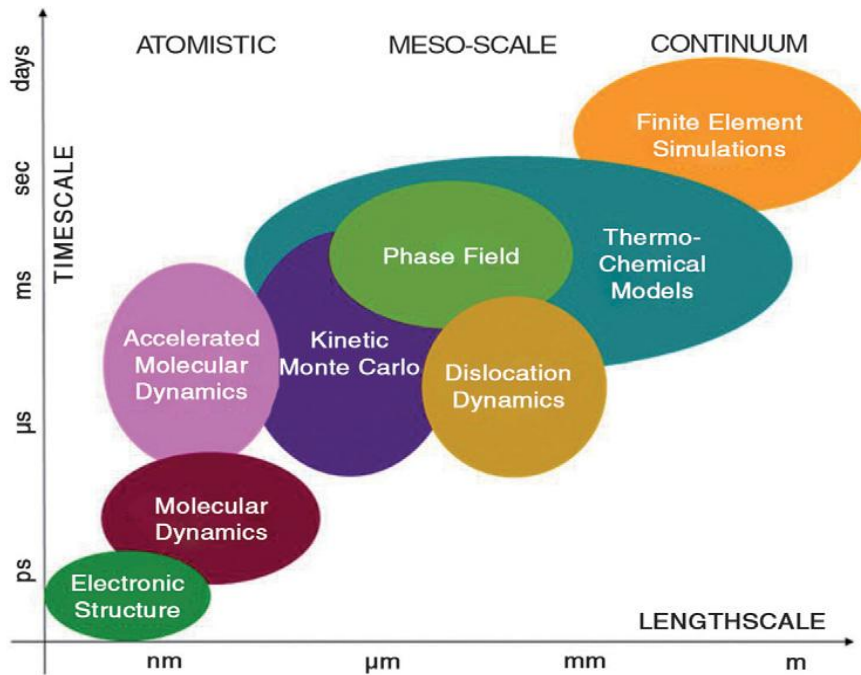 ATOMISTIC
MESO-SCALE
CONTINUUM
TIMESCALE
days
sec
ms
µs
ps
Finite Element
Simulations
Phase Field
Thermo-
Chemical
Models
Accelerated
Molecular
Dynamics
Kinetic
Monte Carlo
Dislocation
Dynamics
Molecular
Dynamics
Electronic
Structure
LENGTHSCALE
nm
µm
mm
m